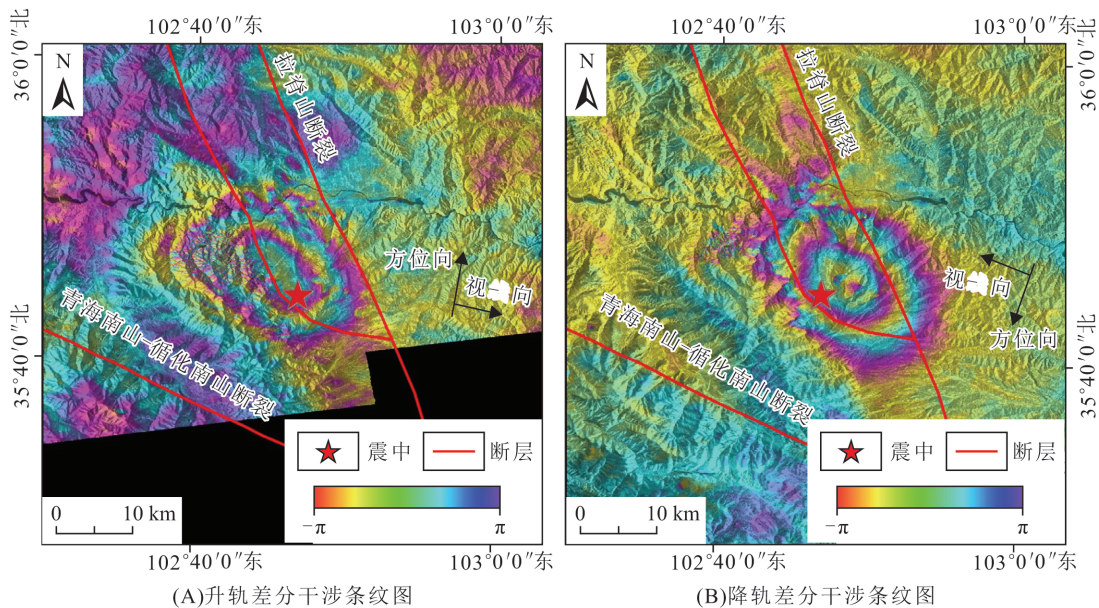 102°40′0″东
103°0′0″东
36°0′0″北
N
拉脊山断裂
方位向
视 向
青海南山–循化南山断裂
35°40′0″北
震中
断层
−π
π
0
10 km
102°40′0″东
103°0′0″东
(A)升轨差分干涉条纹图
102°40′0″东
103°0′0″东
36°0′0″北
N
拉脊山断裂
视 向
方位向
青海南山–循化南山断裂
35°40′0″北
震中
断层
−π
π
0
10 km
102°40′0″东
103°0′0″东
(B)降轨差分干涉条纹图